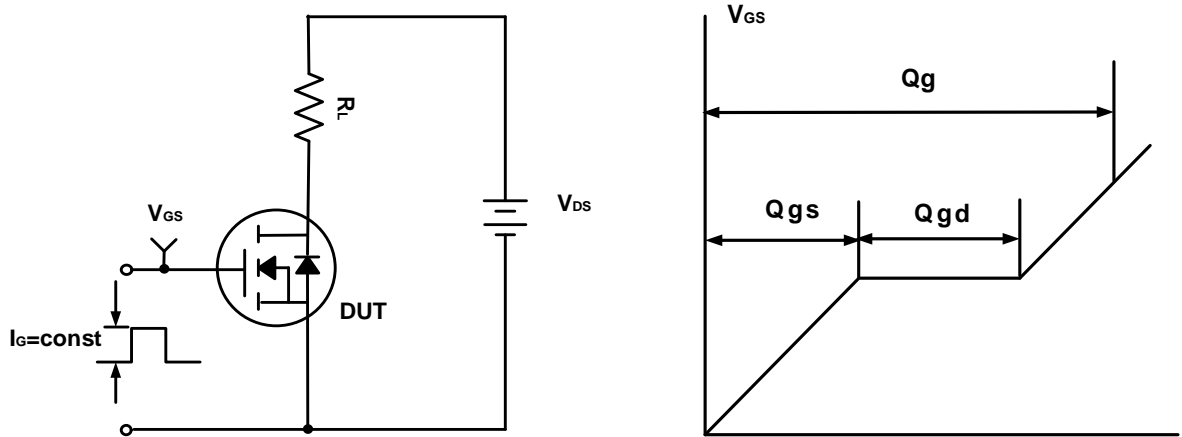 RL
VGS
VDS
DUT
IG=const
VGS
Qg
Qgs
Qgd